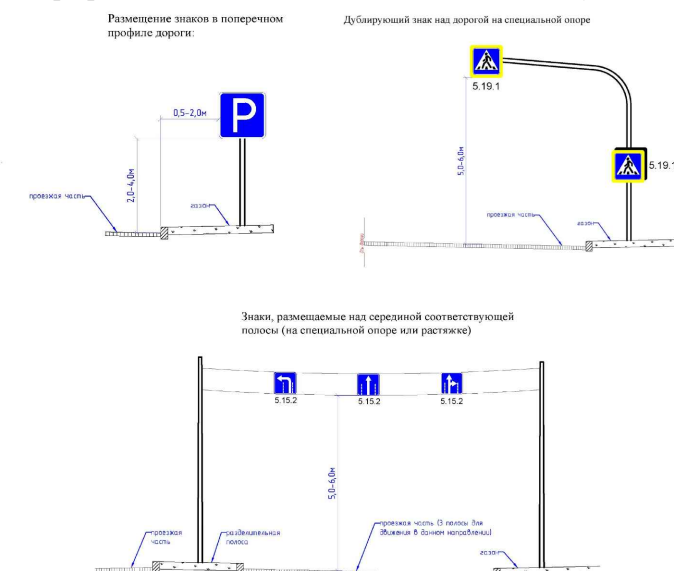 Размещение знаков в поперечном
профиле дороги:
Дублирующий знак над дорогой на специальной опоре
5.19.1
0,5-2,0м
P
2,0-4,0м
5,0-6,0м
5.19.1
проезжая часть
газон
проезжая часть
газон
Знаки, размещаемые над серединой соответствующей
полосы (на специальной опоре или растяжке)
5.15.2
5.15.2
5.15.2
5,0-6,0м
проезжая
часть
разделительная
полоса
проезжая часть (3 полосы для
движения в данном направлении)
газон